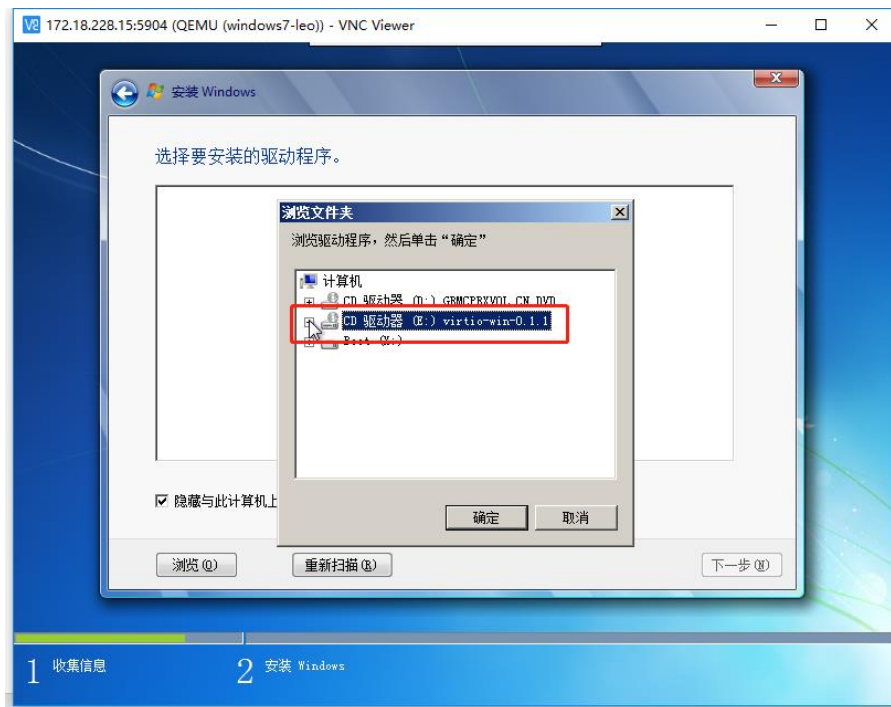 172.18.228.15:5904 (QEMU (windows7-leo)) - VNC Viewer
安装 Windows
选择要安装的驱动程序。
浏览文件夹
浏览驱动程序，然后单击“确定”
计算机
CD 驱动器 (D:) GRMCPRXVOL_CN_DVD
CD 驱动器 (E:) virtio-win-0.1.1
Boot (X:)
隐藏与此计算机上
确定 取消
浏览(O) 重新扫描(R) 下一步(N)
1 收集信息 2 安装 Windows